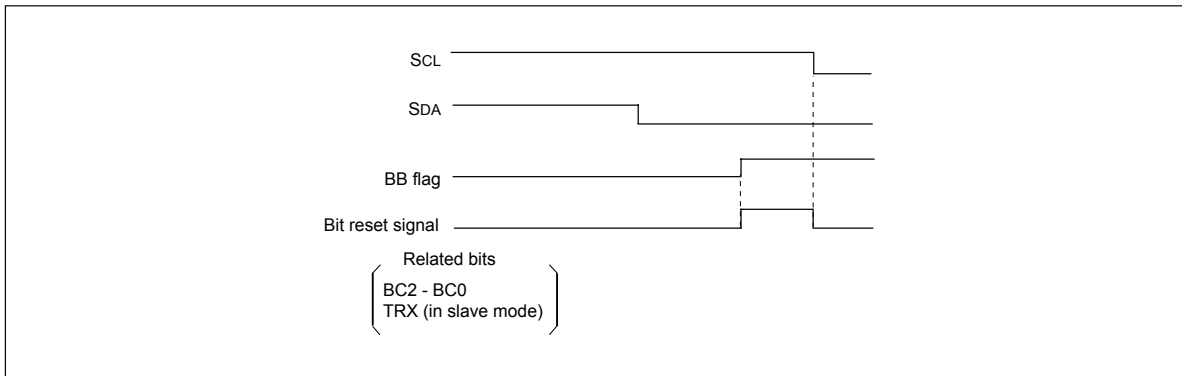 SCL
SDA
BB flag
Bit reset signal
Related bits
BC2 - BC0
TRX (in slave mode)